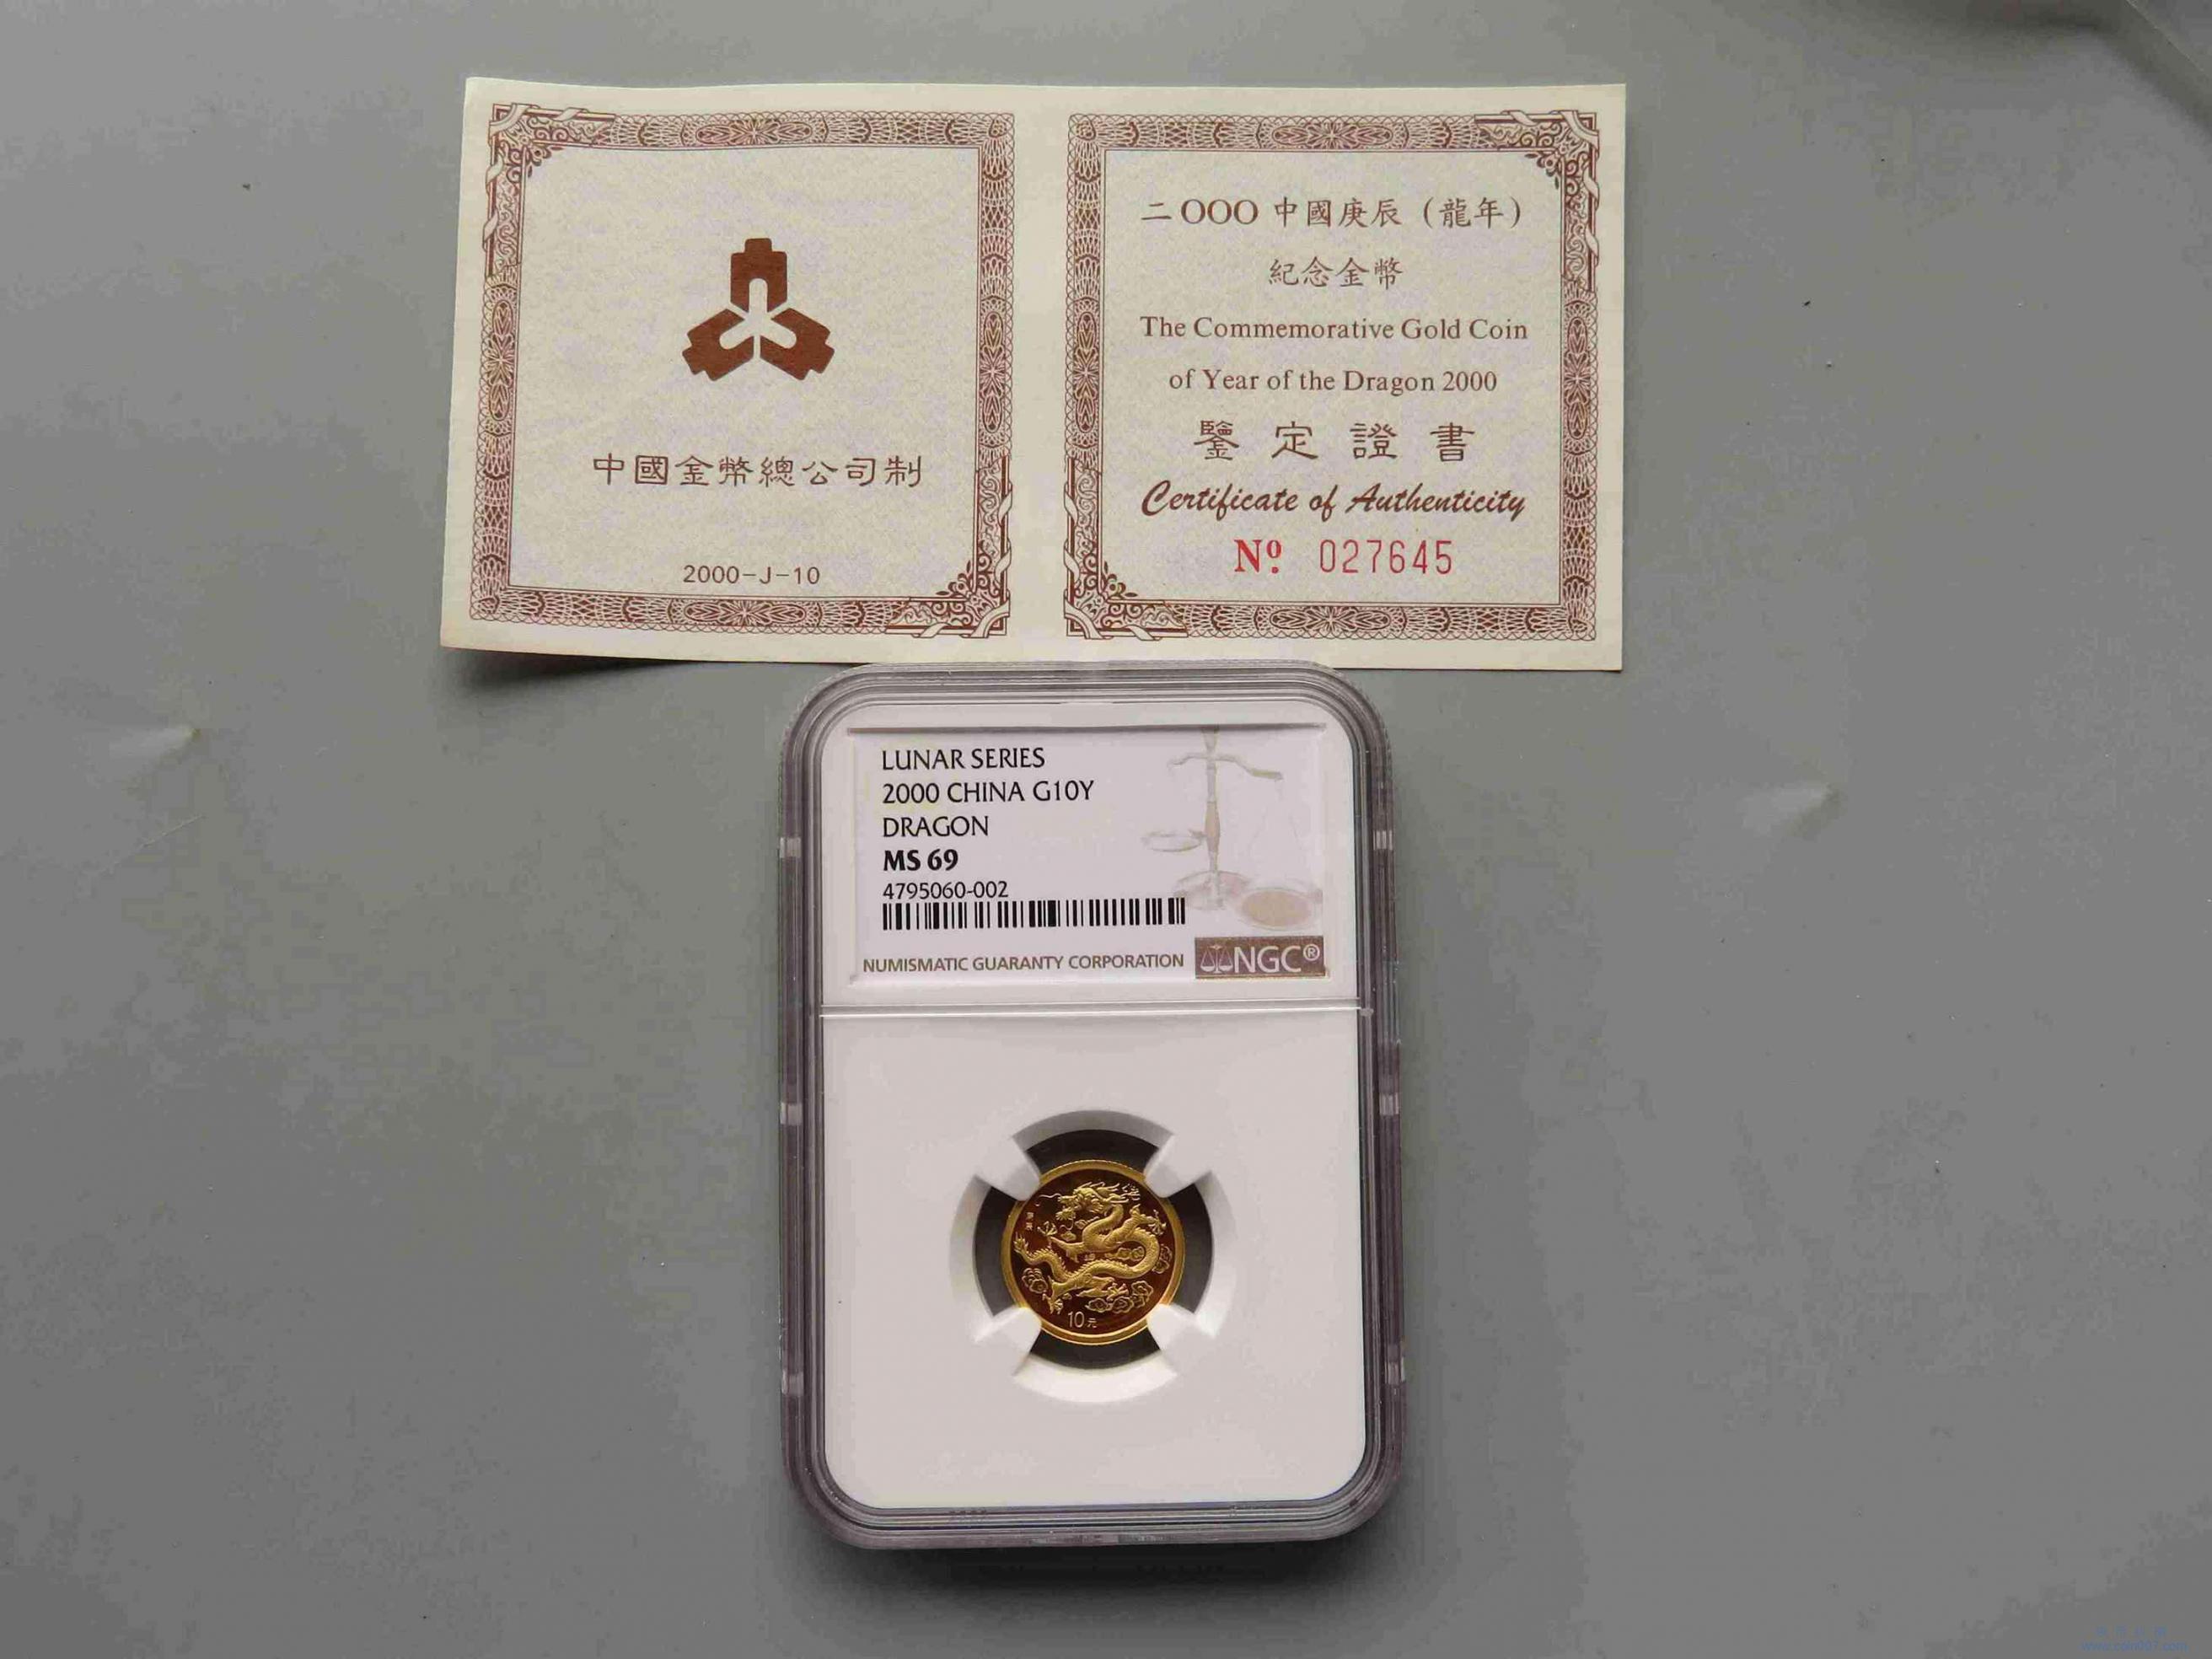 中國金幣總公司制
2000-J-10
二OOO中國庚辰（龍年）
紀念金幣
The Commemorative Gold Coin
of Year of the Dragon 2000
鑒定證書
Certificate of Authenticity
Nº 027645
LUNAR SERIES
2000 CHINA G10Y
DRAGON
MS 69
4795060-002
NUMISMATIC GUARANTY CORPORATION
NGC®
10元